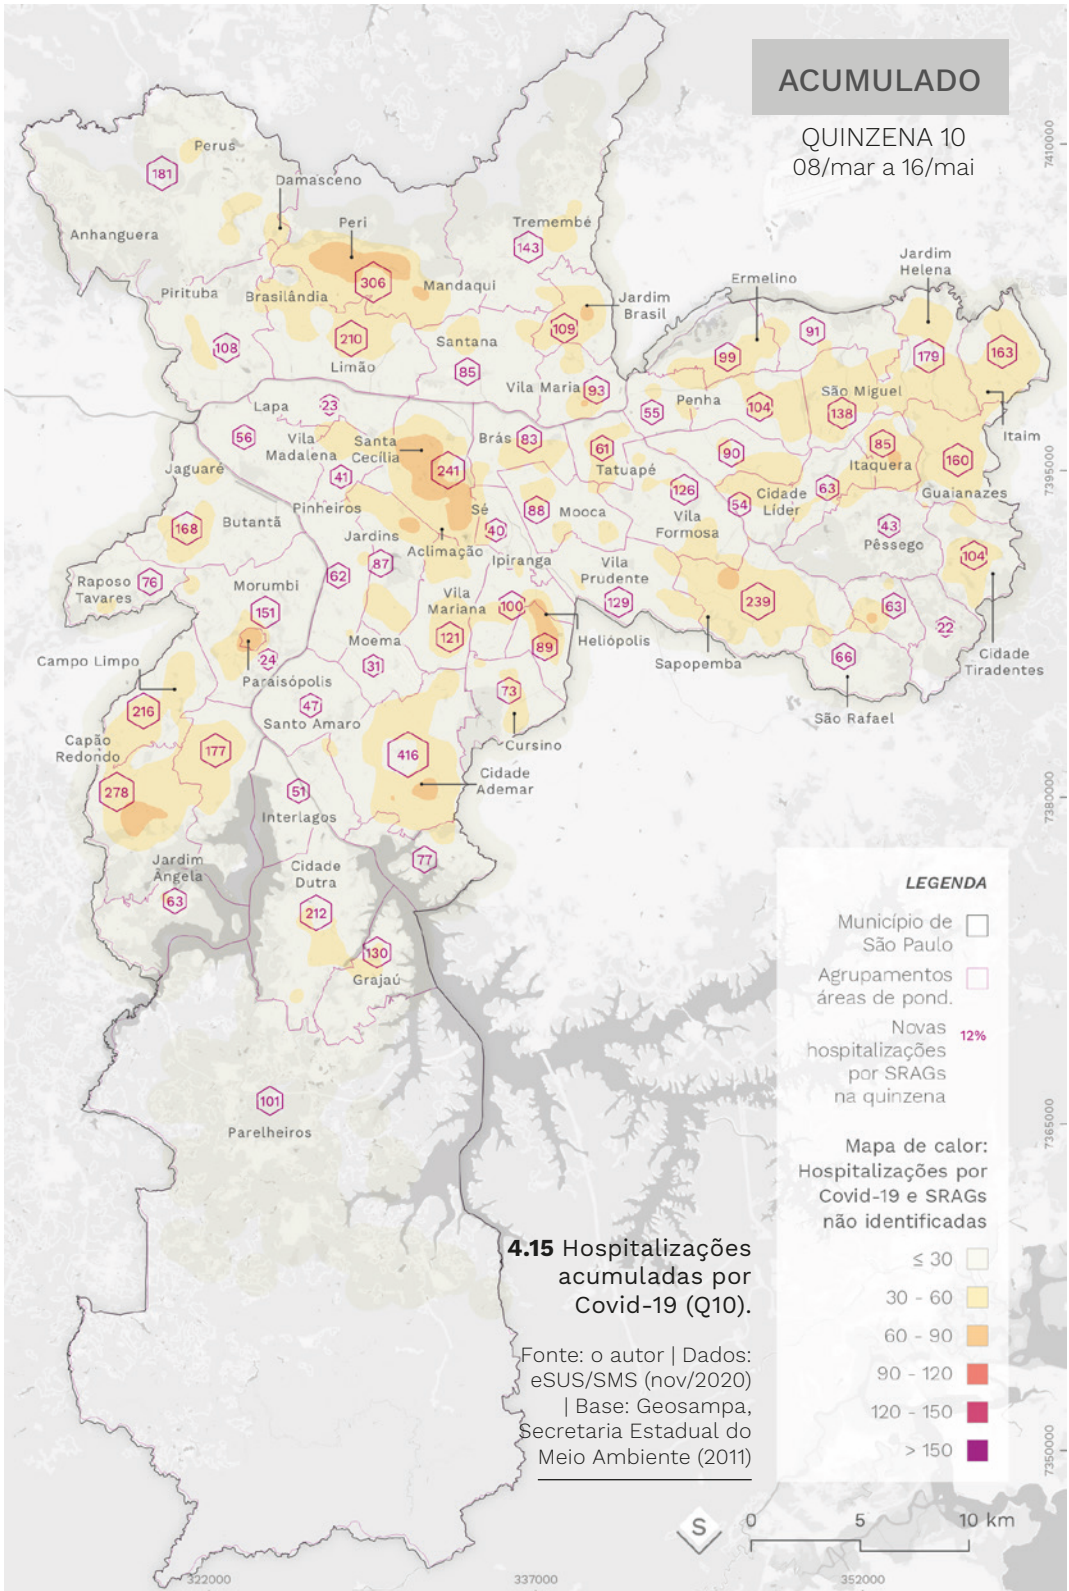 ACUMULADO
QUINZENA 10
08/mar a 16/mai
7410000
Perus
181
Damasceno
Anhanguera
Peri
Tremembé
143
Pirituba
Brasilândia
306
Mandaqui
Jardim
Brasil
Ermelino
Jardim
Helena
108
210
Limão
Santana
109
85
91
99
179
163
Vila Maria
93
Lapa
23
55
Penha
104
São Miguel
138
56
Vila
Madalena
Santa
Cecília
Brás
83
61
Tatuapé
90
85
Itaquera
Itaim
160
Jaguaré
41
241
126
54
Cidade
Líder
63
Guaianazes
7395000
168
Butantã
Pinheiros
Sé
88
Mooca
Vila
Formosa
43
Pêssego
Jardins
Aclimação
40
Ipiranga
104
Raposo
Tavares
76
Morumbi
62
87
Vila
Prudente
151
Vila
Mariana
100
129
239
63
22
Campo Limpo
24
Paraisópolis
Moema
31
121
89
Heliópolis
Sapopemba
66
Cidade
Tiradentes
216
47
Santo Amaro
73
São Rafael
Capão
Redondo
177
416
Cursino
278
51
Interlagos
Cidade
Ademar
7380000
Jardim
Ângela
63
Cidade
Dutra
77
212
130
Grajaú
101
Parelheiros
LEGENDA
Município de
São Paulo
Agrupamentos
áreas de pond.
Novas
hospitalizações
por SRAGs
na quinzena
12%
7365000
Mapa de calor:
Hospitalizações por
Covid-19 e SRAGs
não identificadas
≤ 30
30 - 60
60 - 90
90 - 120
120 - 150
> 150
7350000
4.15 Hospitalizações
acumuladas por
Covid-19 (Q10).
Fonte: o autor | Dados:
eSUS/SMS (nov/2020)
| Base: Geosampa,
Secretaria Estadual do
Meio Ambiente (2011)
S
0
5
10 km
322000
337000
352000